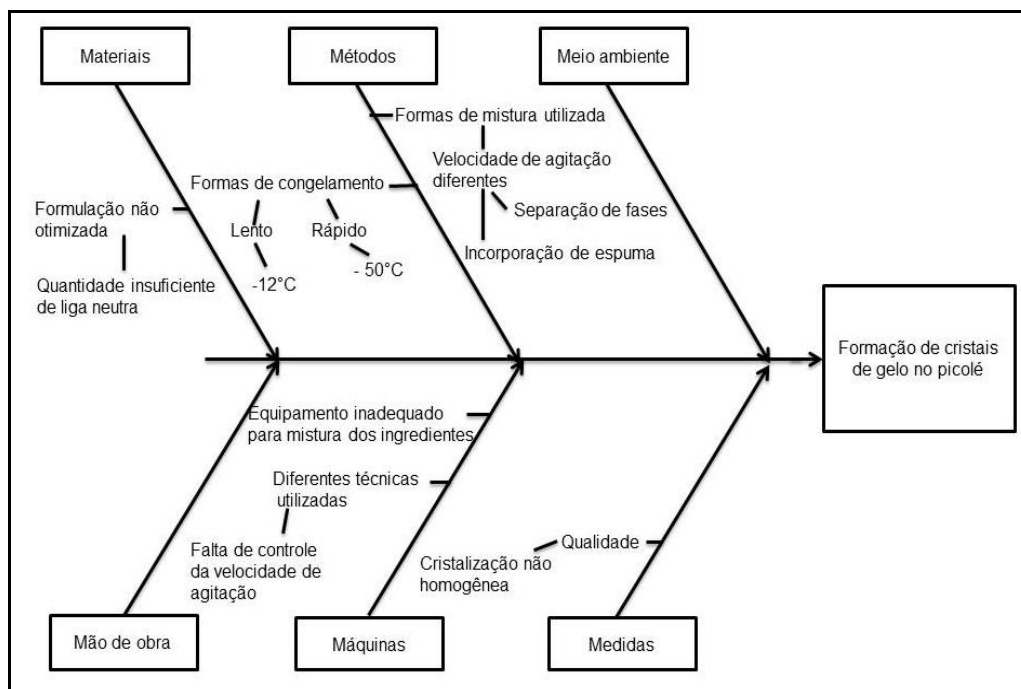 Materiais
Métodos
Meio ambiente
Formas de mistura utilizada
Velocidade de agitação
diferentes
Separação de fases
Incorporação de espuma
Formas de congelamento
Lento
Rápido
-12°C
- 50°C
Formulação não
otimizada
Quantidade insuficiente
de liga neutra
Formação de cristais
de gelo no picolé
Equipamento inadequado
para mistura dos ingredientes
Diferentes técnicas
utilizadas
Falta de controle
da velocidade de
agitação
Qualidade
Cristalização não
homogênea
Mão de obra
Máquinas
Medidas